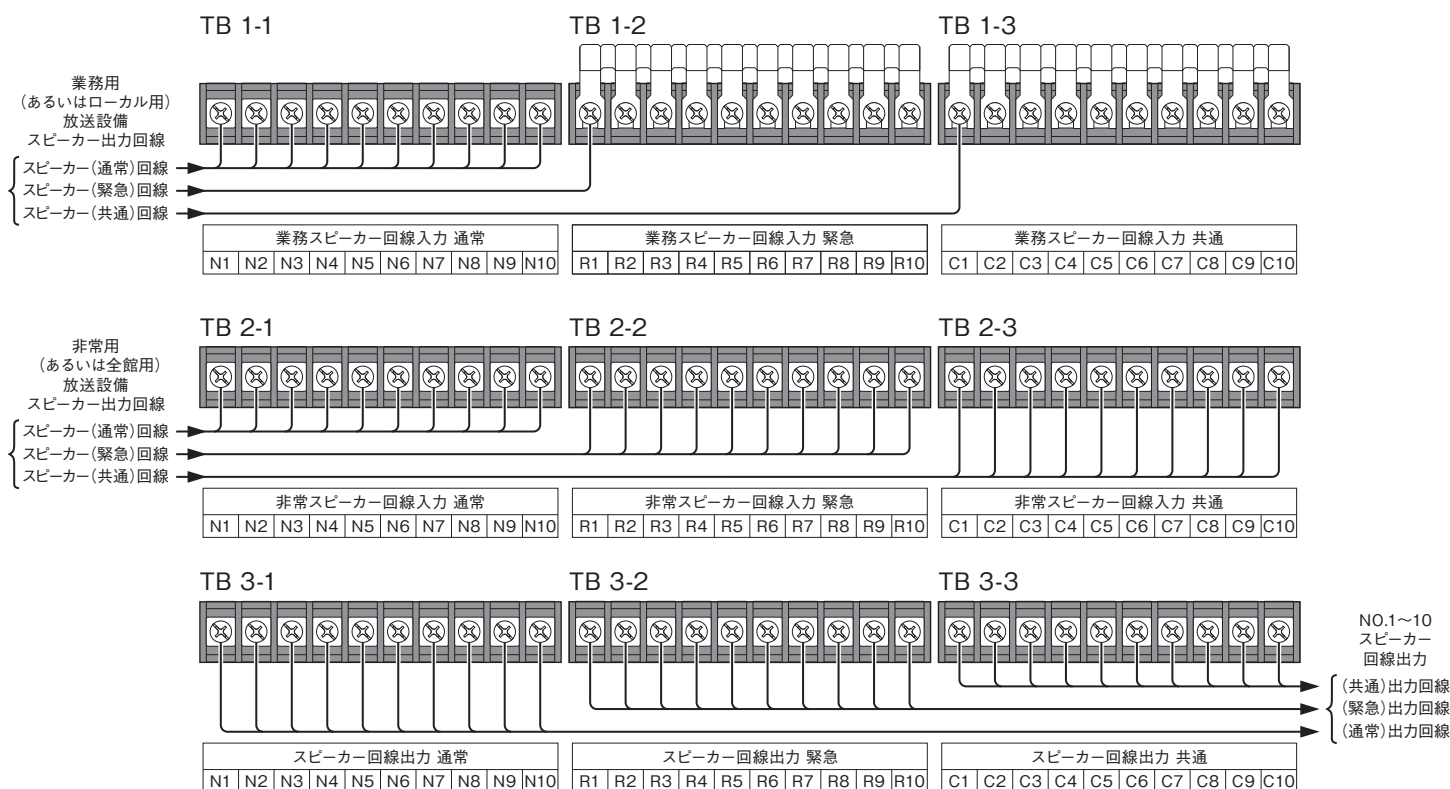 TB 1-1
TB 1-2
TB 1-3
業務用
（あるいはローカル用）
放送設備
スピーカー出力回線
スピーカー（通常）回線
スピーカー（緊急）回線
スピーカー（共通）回線
業務スピーカー回線入力 通常
N1 N2 N3 N4 N5 N6 N7 N8 N9 N10
業務スピーカー回線入力 緊急
R1 R2 R3 R4 R5 R6 R7 R8 R9 R10
業務スピーカー回線入力 共通
C1 C2 C3 C4 C5 C6 C7 C8 C9 C10
TB 2-1
TB 2-2
TB 2-3
非常用
（あるいは全館用）
放送設備
スピーカー出力回線
スピーカー（通常）回線
スピーカー（緊急）回線
スピーカー（共通）回線
非常スピーカー回線入力 通常
N1 N2 N3 N4 N5 N6 N7 N8 N9 N10
非常スピーカー回線入力 緊急
R1 R2 R3 R4 R5 R6 R7 R8 R9 R10
非常スピーカー回線入力 共通
C1 C2 C3 C4 C5 C6 C7 C8 C9 C10
TB 3-1
TB 3-2
TB 3-3
NO.1～10
スピーカー
回線出力
（共通）出力回線
（緊急）出力回線
（通常）出力回線
スピーカー回線出力 通常
N1 N2 N3 N4 N5 N6 N7 N8 N9 N10
スピーカー回線出力 緊急
R1 R2 R3 R4 R5 R6 R7 R8 R9 R10
スピーカー回線出力 共通
C1 C2 C3 C4 C5 C6 C7 C8 C9 C10